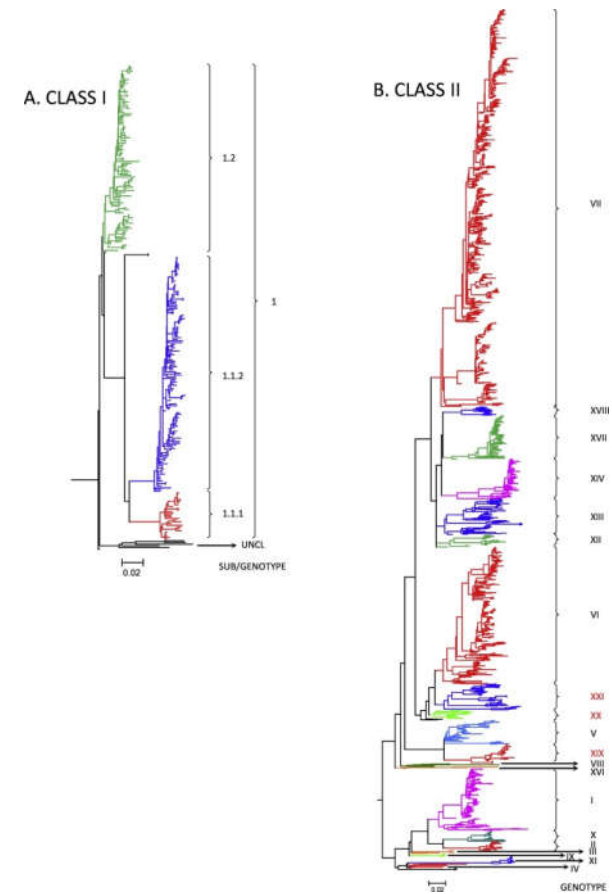 A. CLASS I
1.2
1
1.1.2
1.1.1
UNCL
0.02
SUB/GENOTYPE
B. CLASS II
VII
XVIII
XVII
XIV
XIII
XII
VI
XXI
XX
V
XIX
VIII
XVI
I
X
II
III
IX
XI
IV
0.02
GENOTYPE